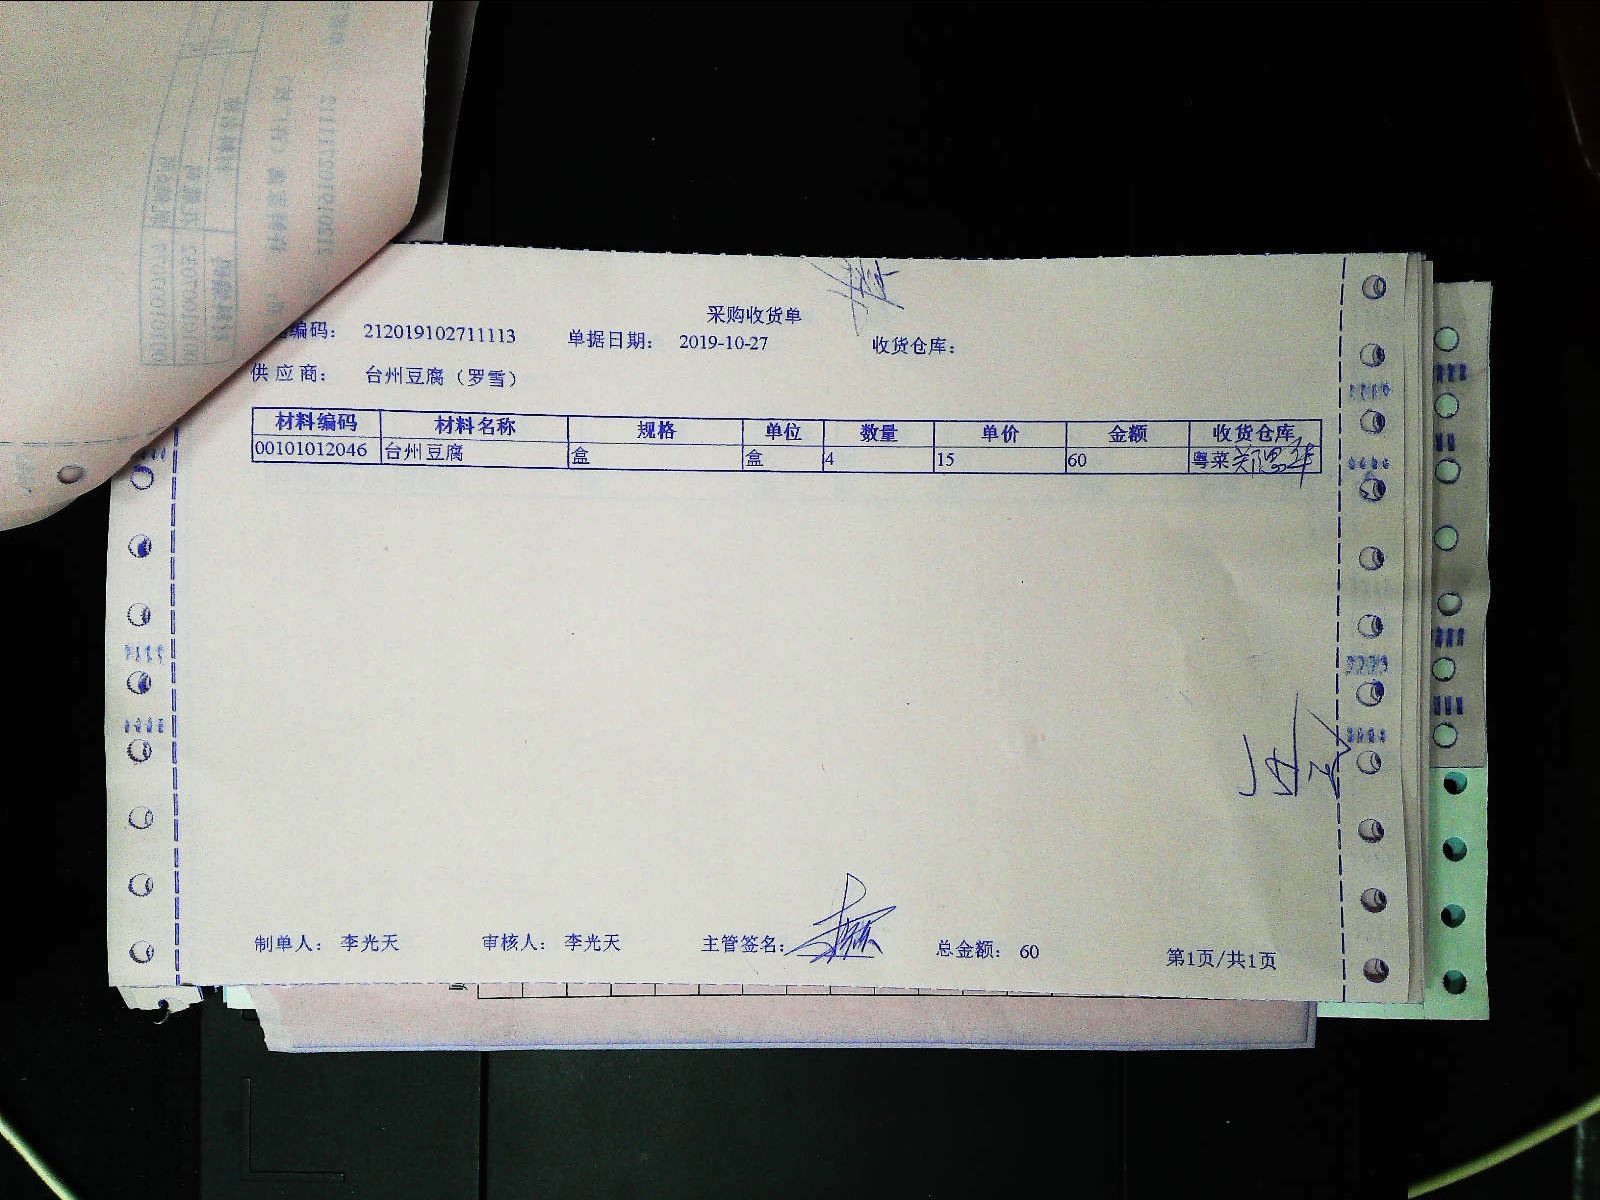 采购收货单
编码： 212019102711113 单据日期： 2019-10-27 收货仓库：
供应商： 台州豆腐（罗雪）
材料编码 材料名称 规格 单位 数量 单价 金额 收货仓库
00101012046 台州豆腐 盒 盒 4 15 60 粤菜
制单人： 李光天 审核人： 李光天 主管签名： 总金额： 60 第1页/共1页